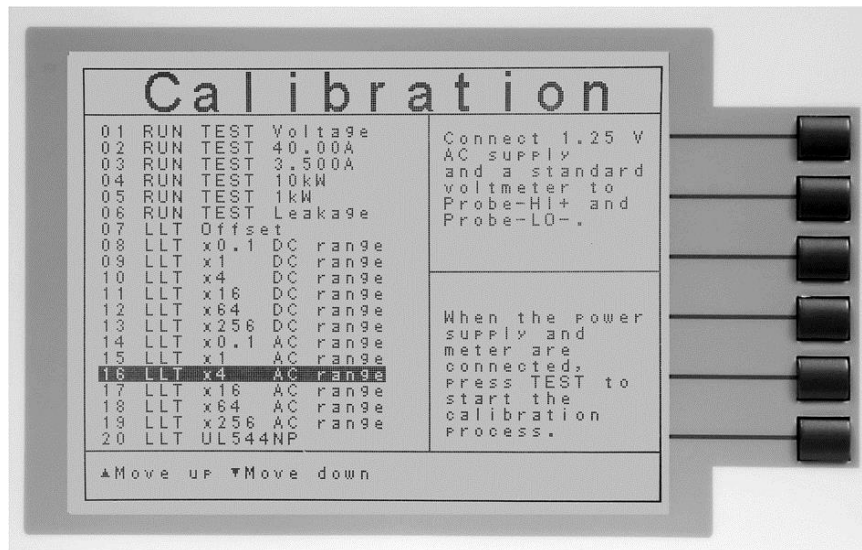 Calibration
01 RUN TEST Voltage
02 RUN TEST 40.00A
03 RUN TEST 3.500A
04 RUN TEST 10kW
05 RUN TEST 1kW
06 RUN TEST Leakage
07 LLT Offset
08 LLT x0.1 DC range
09 LLT x1 DC range
10 LLT x4 DC range
11 LLT x16 DC range
12 LLT x64 DC range
13 LLT x256 DC range
14 LLT x0.1 AC range
15 LLT x1 AC range
16 LLT x4 AC range
17 LLT x16 AC range
18 LLT x64 AC range
19 LLT x256 AC range
20 LLT UL544NP
Connect 1.25 V
AC supply
and a standard
voltmeter to
Probe-HI+ and
Probe-LO-.
When the power
supply and
meter are
connected,
press TEST to
start the
calibration
process.
▲Move up ▼Move down